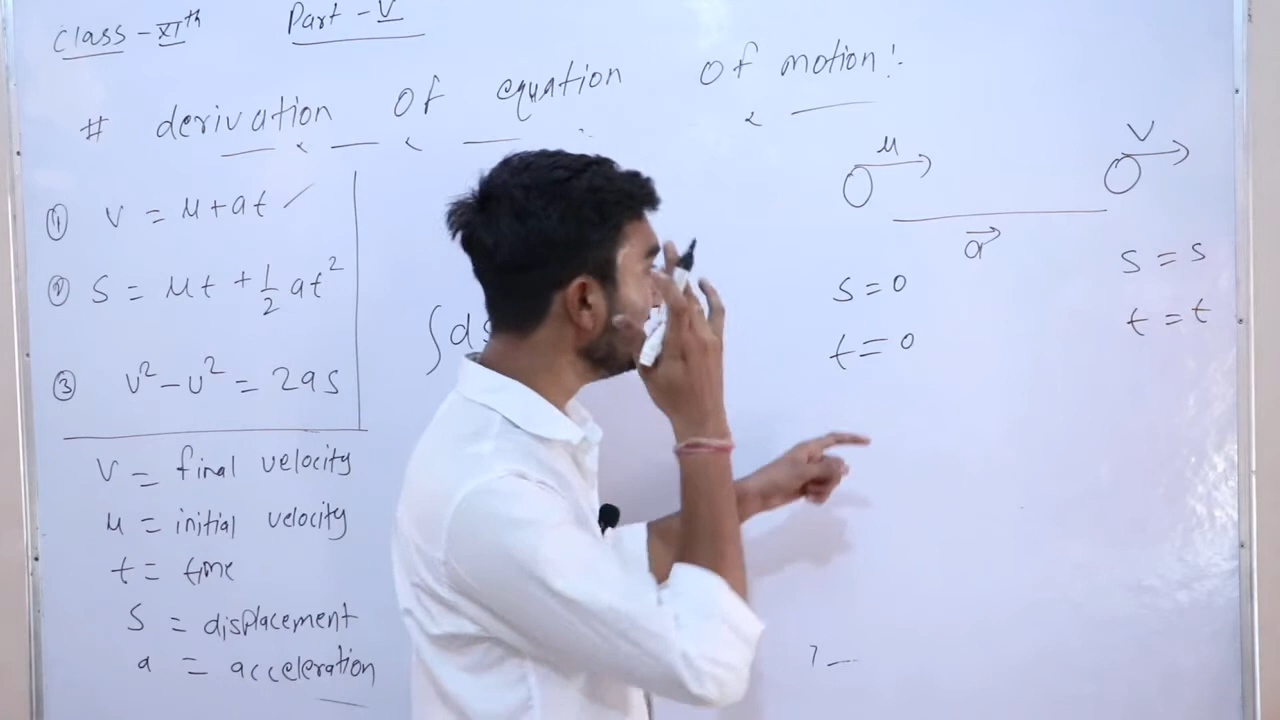 Class - XIth
Part - V
# derivation of equation of motion :-
① V = u + at ✓
② S = ut + 1/2 at²
③ v² - u² = 2as
V = final velocity
u = initial velocity
t = time
S = displacement
a = acceleration
∫ds
u
V
a→
s = 0
t = 0
s = s
t = t